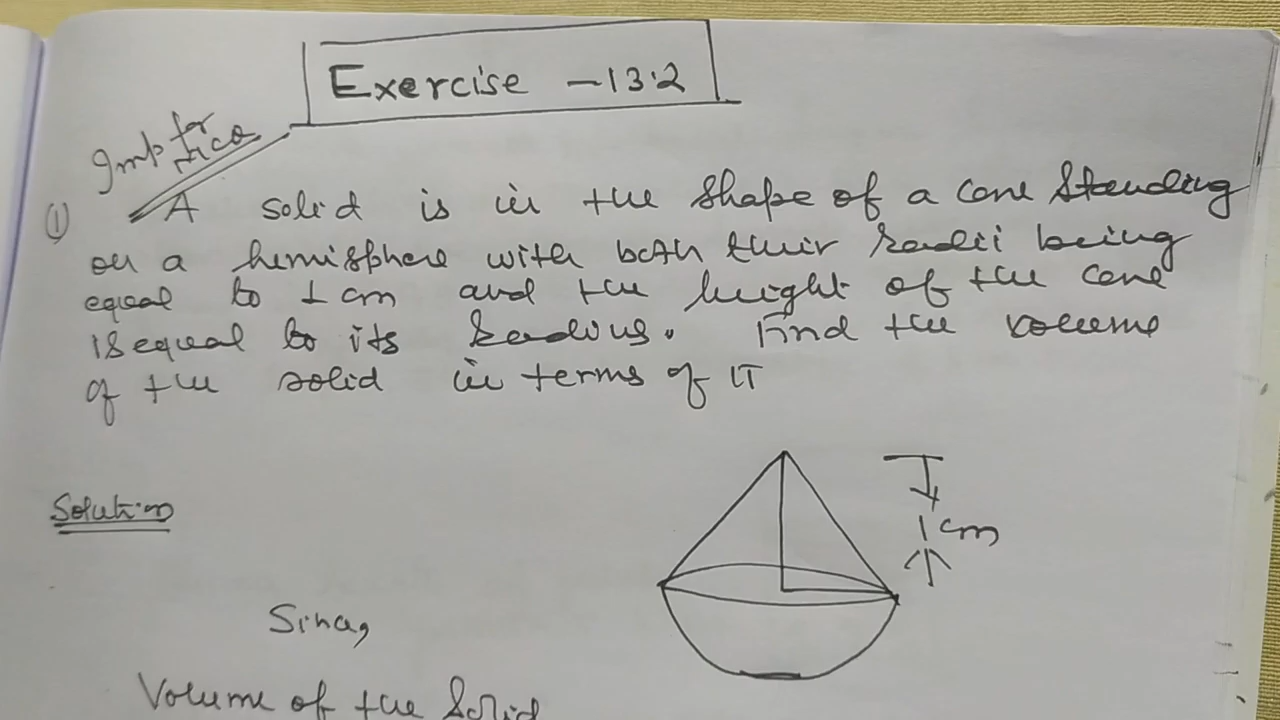 Exercise -13.2
Imp for MCQ
① A solid is in the shape of a cone standing
on a hemisphere with both their radii being
equal to 1 cm and the height of the cone
is equal to its radius. Find the volume
of the solid in terms of π
Solution
1 cm
Since,
Volume of the Solid